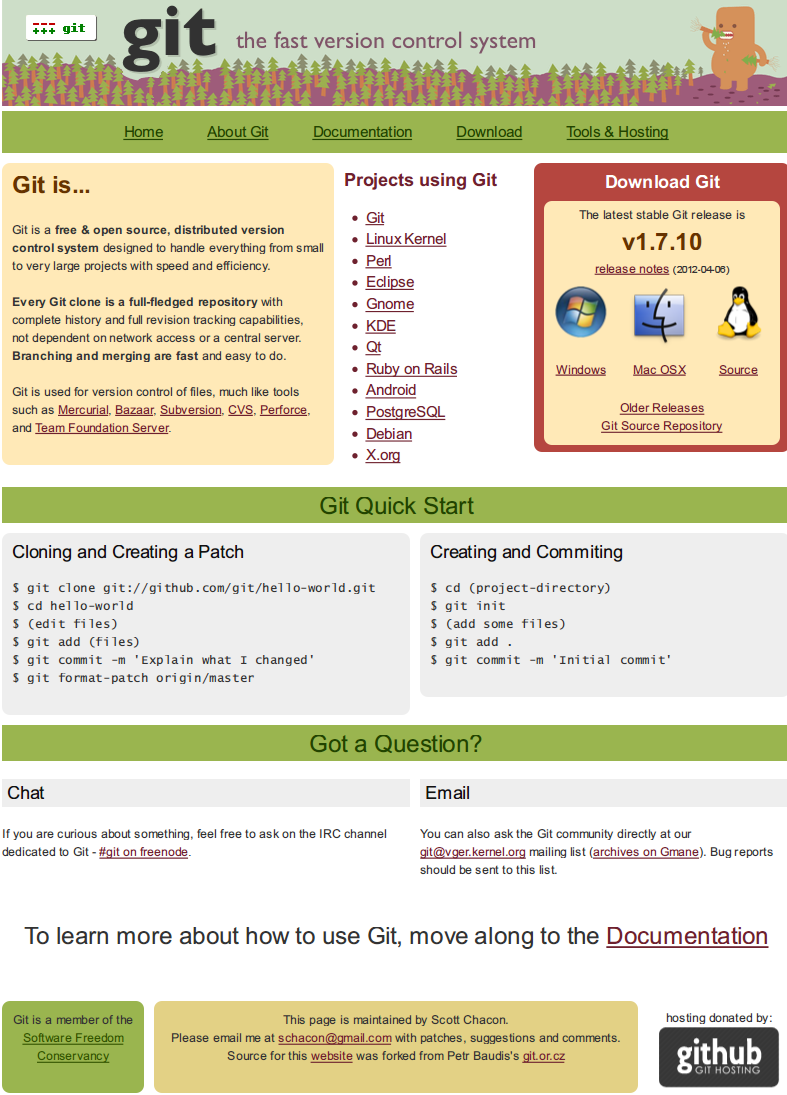 git
git
the fast version control system
Home
About Git
Documentation
Download
Tools & Hosting
Git is...
Git is a free & open source, distributed version
control system designed to handle everything from small
to very large projects with speed and efficiency.
Every Git clone is a full-fledged repository with
complete history and full revision tracking capabilities,
not dependent on network access or a central server.
Branching and merging are fast and easy to do.
Git is used for version control of files, much like tools
such as Mercurial, Bazaar, Subversion, CVS, Perforce,
and Team Foundation Server.
Projects using Git
Git
Linux Kernel
Perl
Eclipse
Gnome
KDE
Qt
Ruby on Rails
Android
PostgreSQL
Debian
X.org
Download Git
The latest stable Git release is
v1.7.10
release notes (2012-04-06)
Windows
Mac OSX
Source
Older Releases
Git Source Repository
Git Quick Start
Cloning and Creating a Patch
$ git clone git://github.com/git/hello-world.git
$ cd hello-world
$ (edit files)
$ git add (files)
$ git commit -m 'Explain what I changed'
$ git format-patch origin/master
Creating and Commiting
$ cd (project-directory)
$ git init
$ (add some files)
$ git add .
$ git commit -m 'Initial commit'
Got a Question?
Chat
If you are curious about something, feel free to ask on the IRC channel
dedicated to Git - #git on freenode.
Email
You can also ask the Git community directly at our
git@vger.kernel.org mailing list (archives on Gmane). Bug reports
should be sent to this list.
To learn more about how to use Git, move along to the Documentation
Git is a member of the
Software Freedom
Conservancy
This page is maintained by Scott Chacon.
Please email me at schacon@gmail.com with patches, suggestions and comments.
Source for this website was forked from Petr Baudis's git.or.cz
hosting donated by:
github
GIT HOSTING